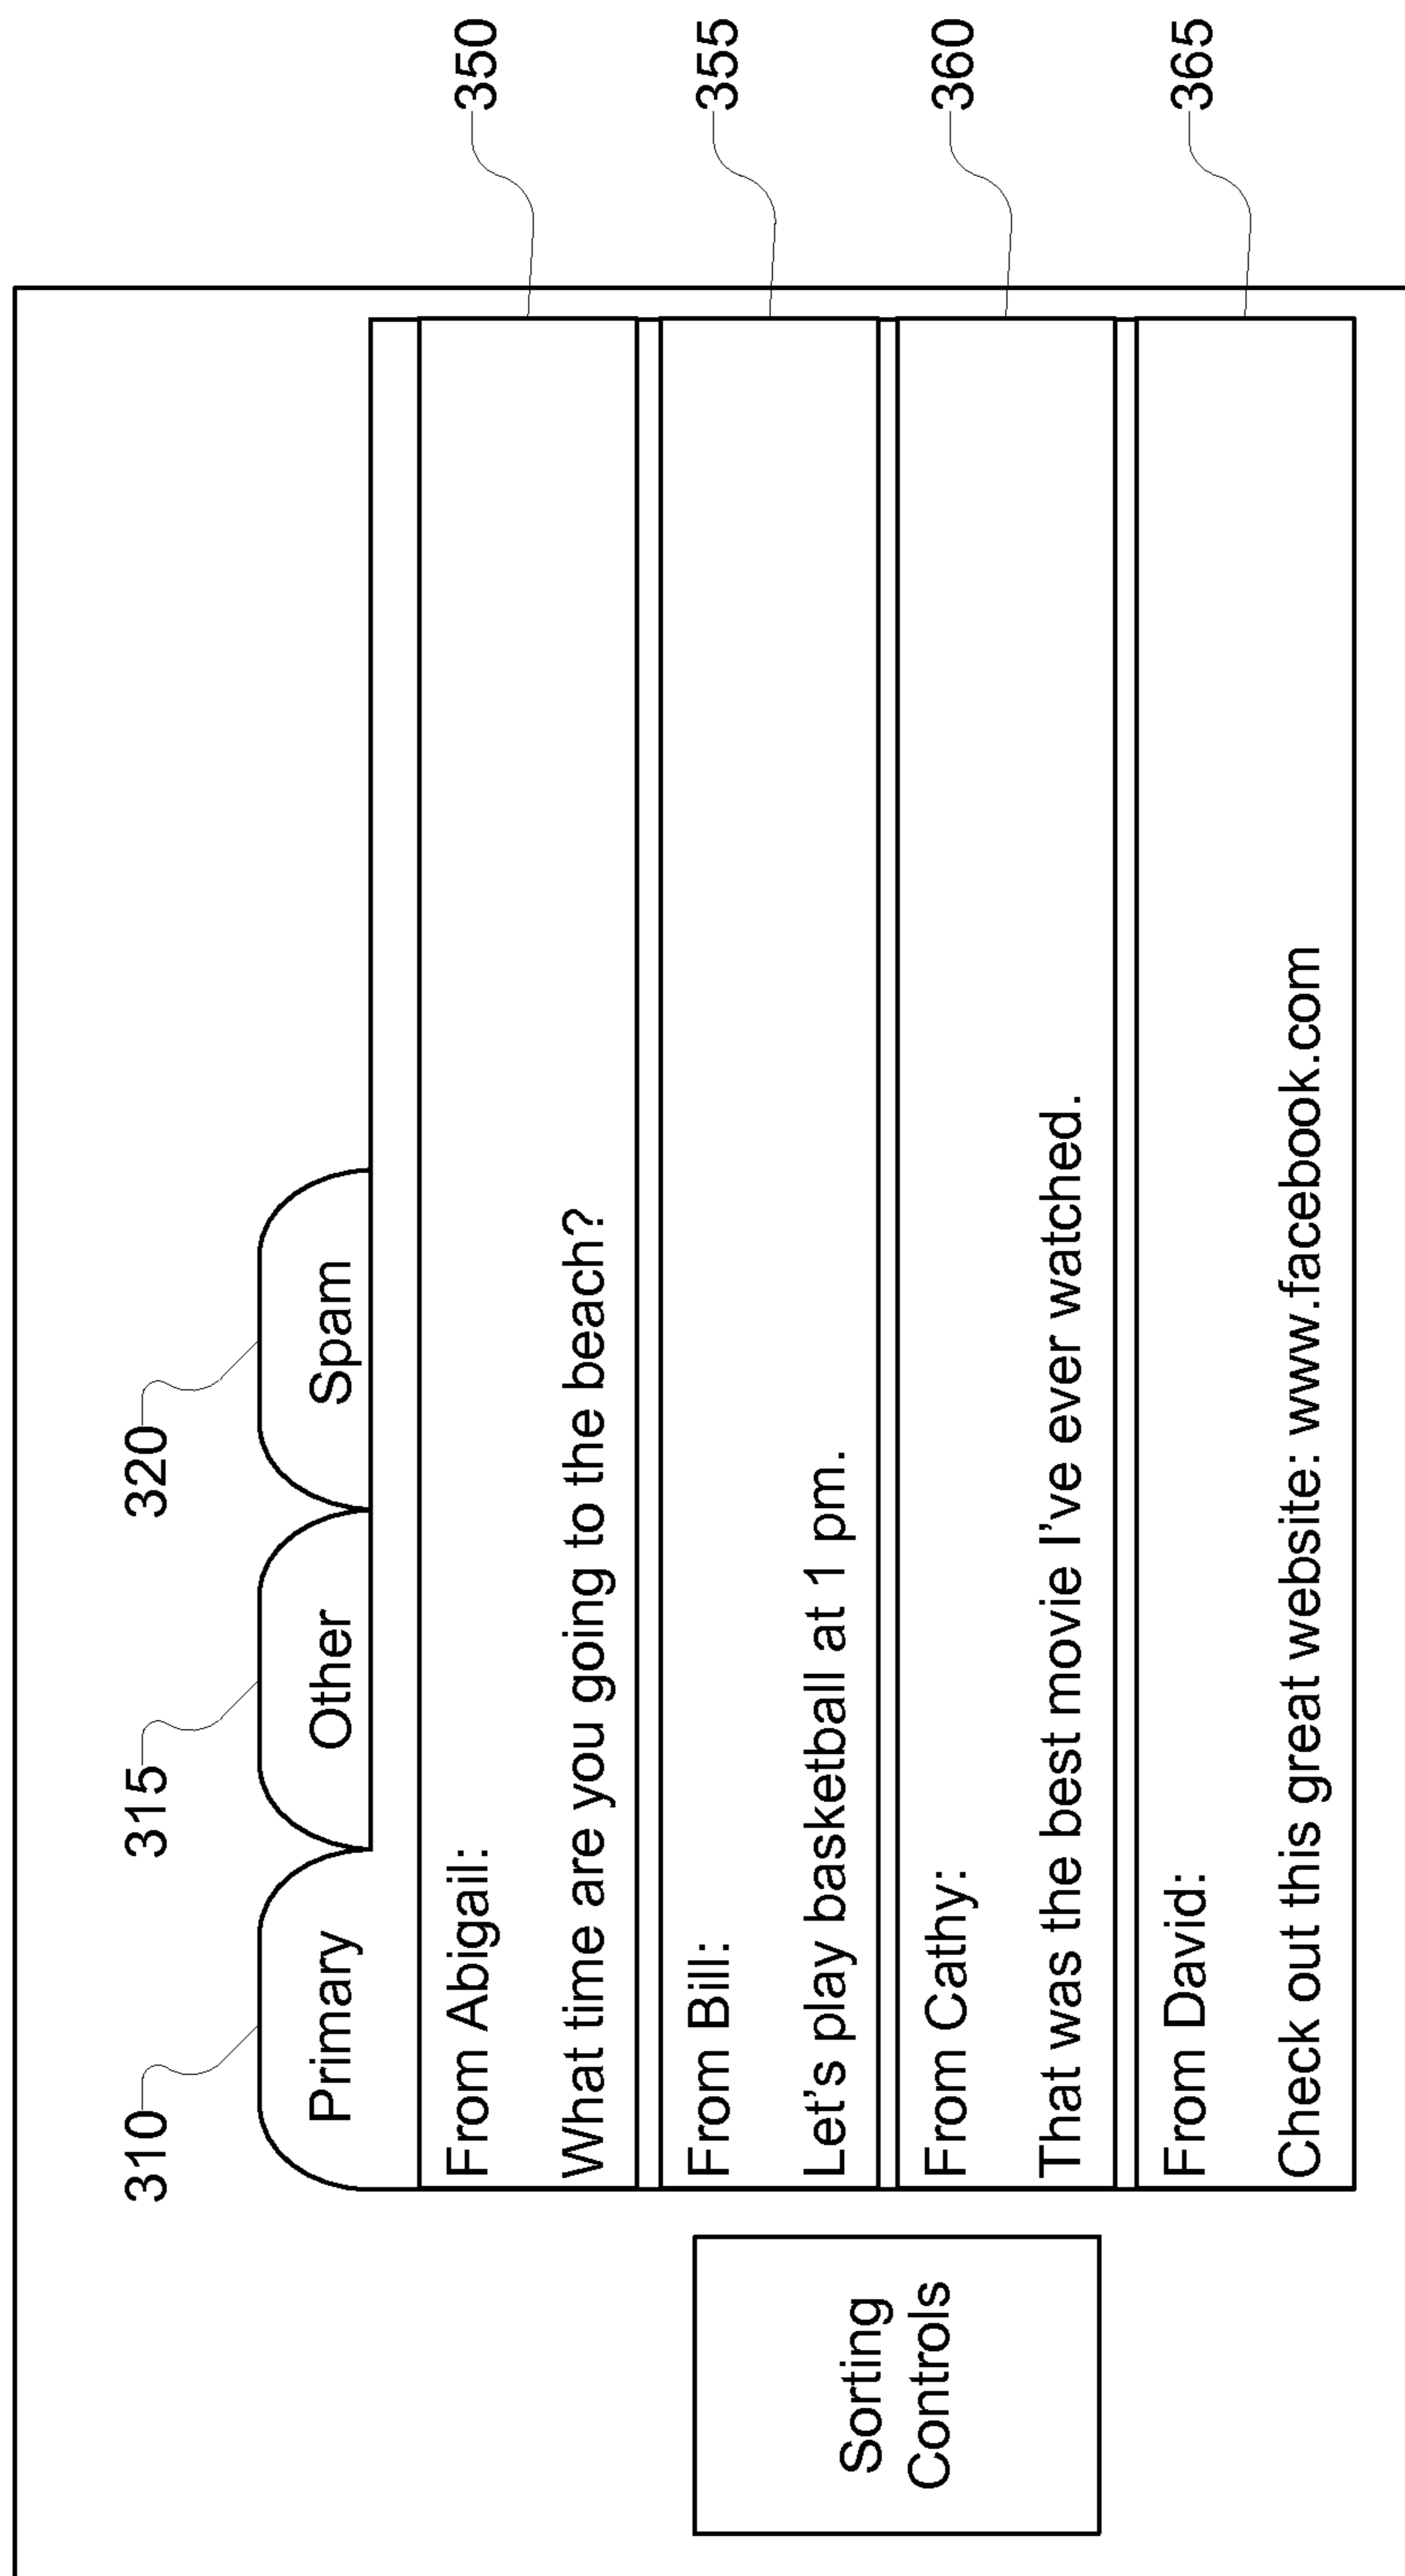 310
315
320
Primary
Other
Spam
From Abigail:
350
What time are you going to the beach?
From Bill:
355
Let's play basketball at 1 pm.
Sorting
Controls
From Cathy:
360
That was the best movie I've ever watched.
From David:
365
Check out this great website: www.facebook.com